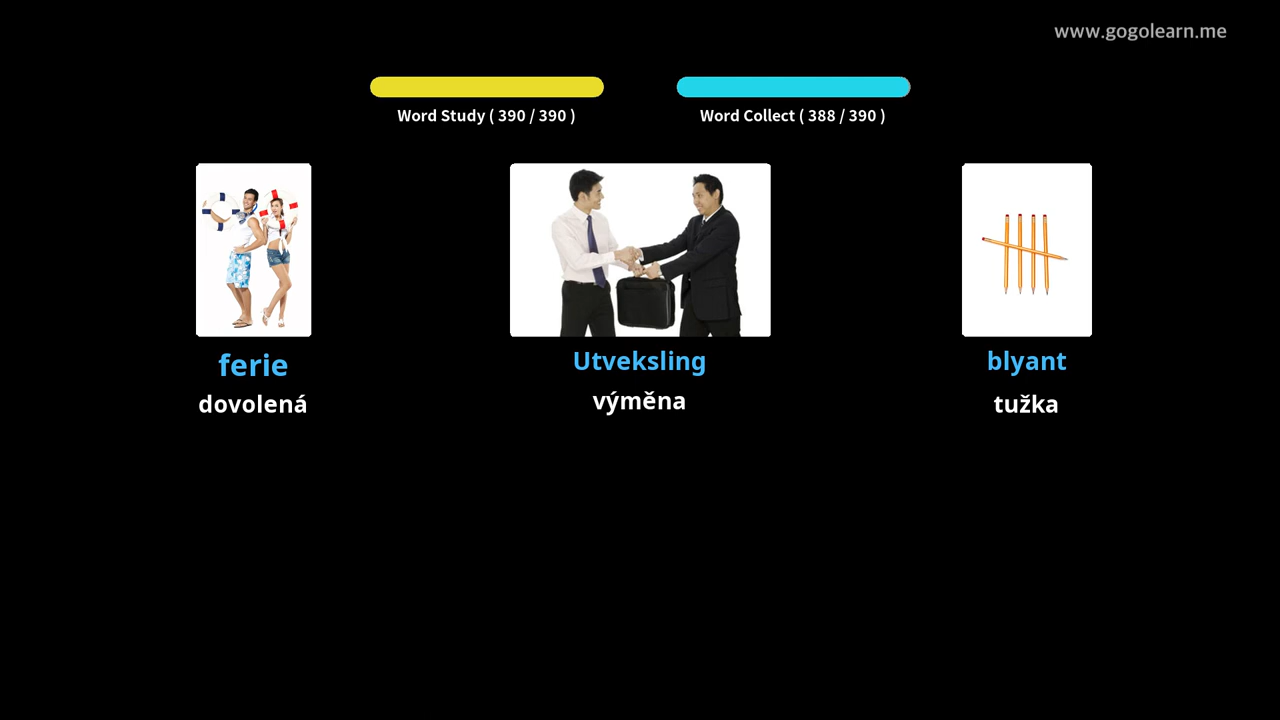 www.gogolearn.me
Word Study ( 390 / 390 )
Word Collect ( 388 / 390 )
ferie
dovolená
Utveksling
výměna
blyant
tužka